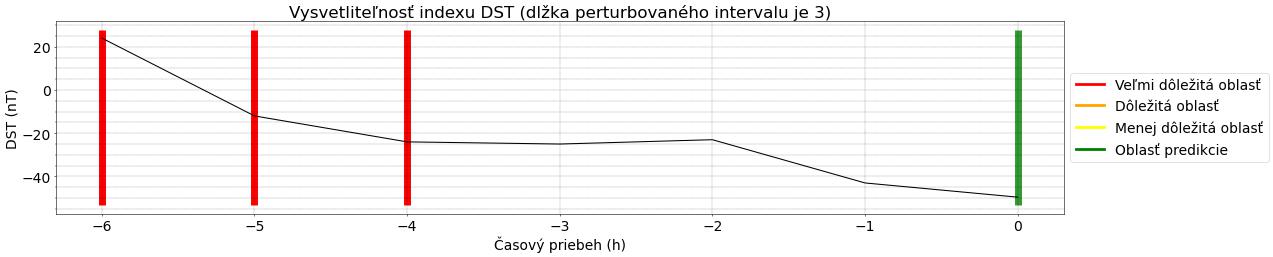 Vysvetliteľnosť indexu DST (dlžka perturbovaného intervalu je 3)
DST (nT)
20
0
−20
−40
−6
−5
−4
−3
−2
−1
0
Časový priebeh (h)
Veľmi dôležitá oblasť
Dôležitá oblasť
Menej dôležitá oblasť
Oblasť predikcie